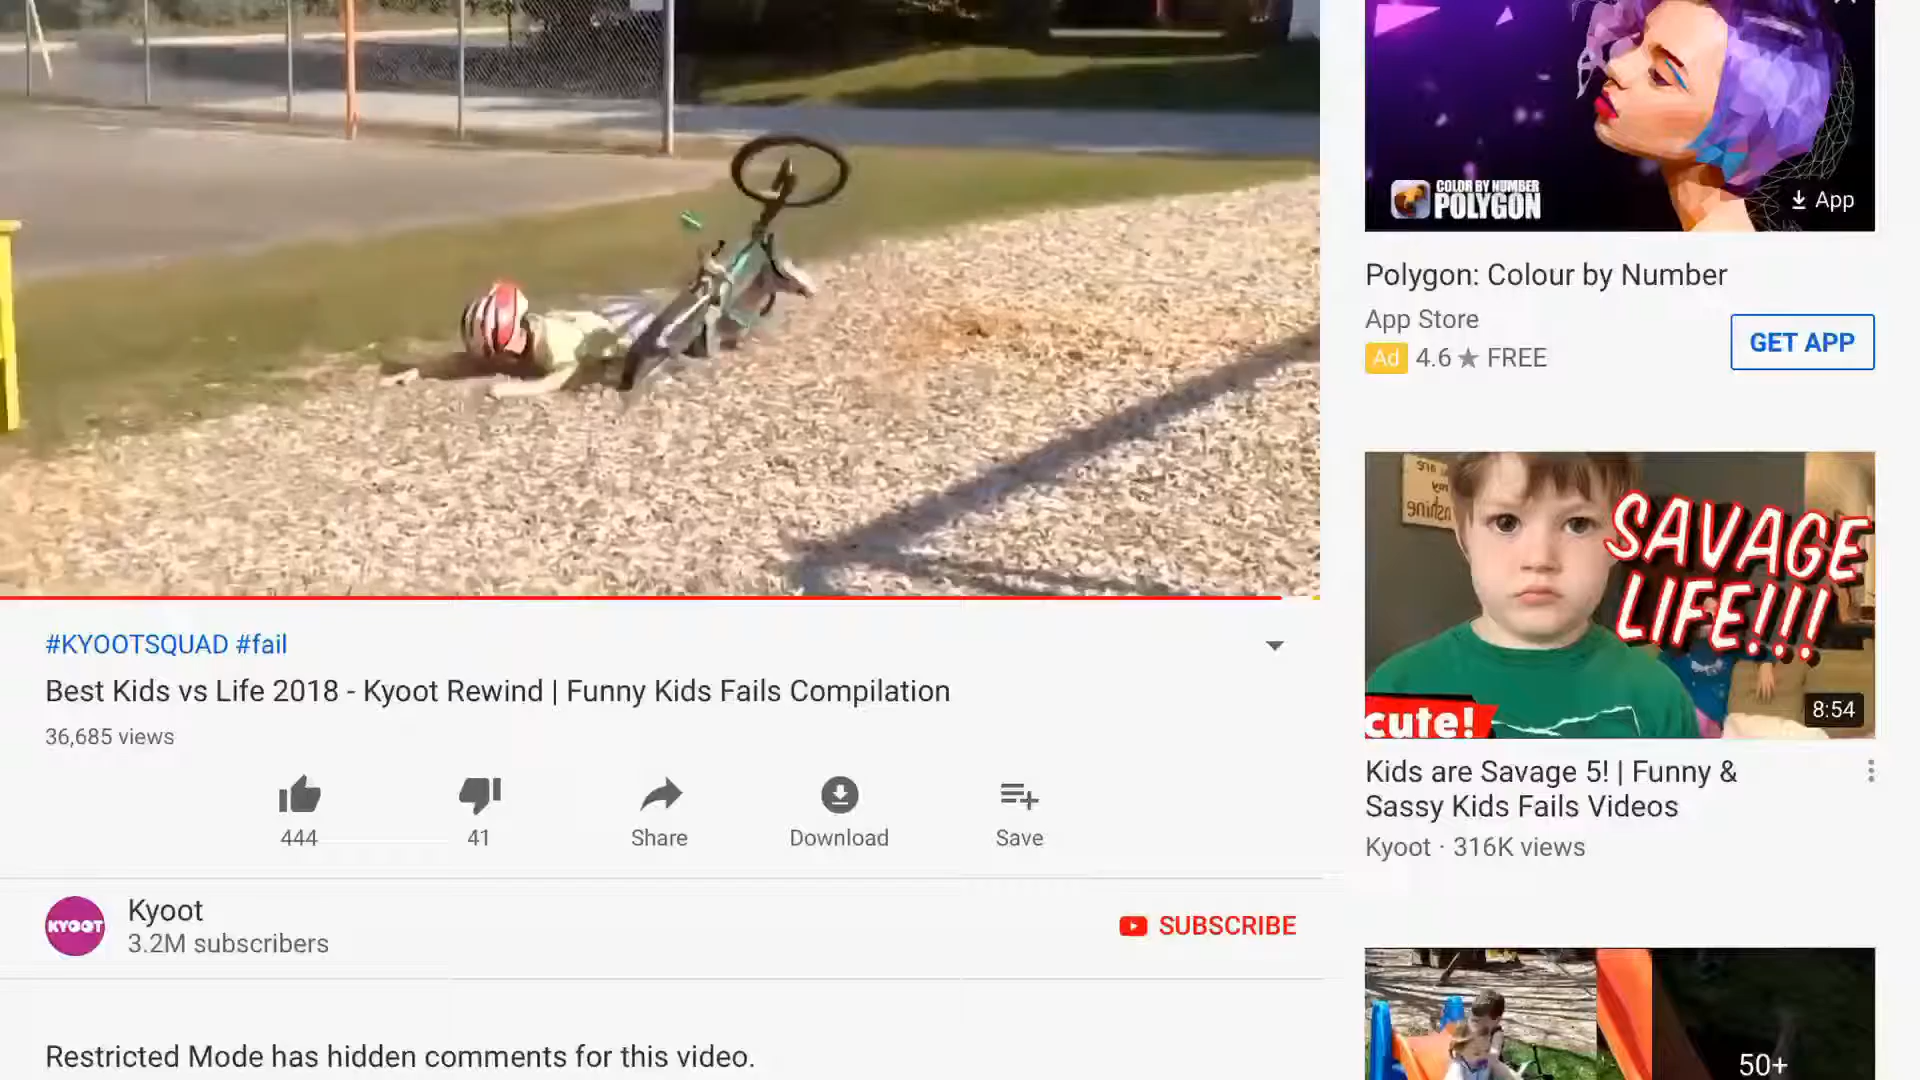 #KYOOTSQUAD #fail
Best Kids vs Life 2018 - Kyoot Rewind | Funny Kids Fails Compilation
36,685 views
444
41
Share
Download
Save
KYOOT
Kyoot
3.2M subscribers
SUBSCRIBE
Restricted Mode has hidden comments for this video.
COLOR BY NUMBER
POLYGON
App
Polygon: Colour by Number
App Store
Ad 4.6 ★ FREE
GET APP
SAVAGE
LIFE!!!
cute!
8:54
Kids are Savage 5! | Funny &
Sassy Kids Fails Videos
Kyoot · 316K views
50+